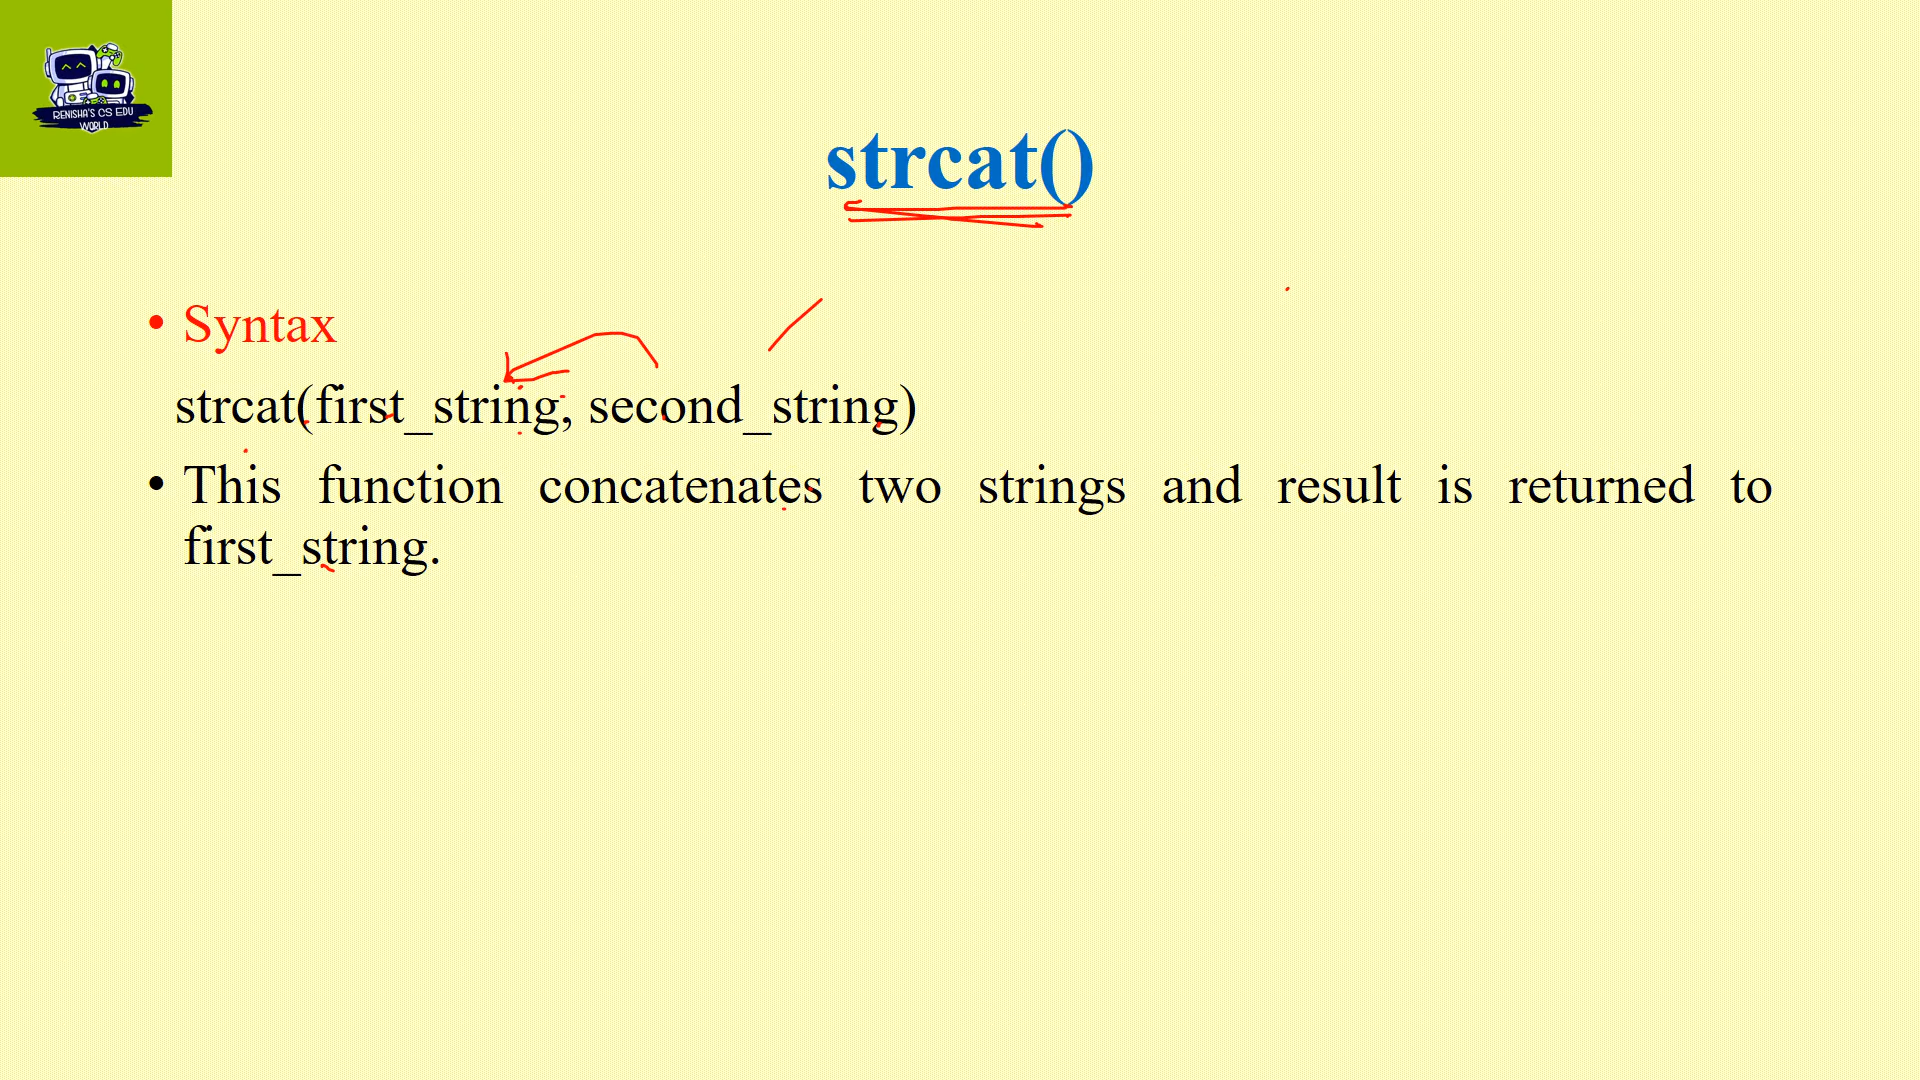 RENISHA'S CS EDU
WORLD
strcat()
• Syntax
strcat(first_string, second_string)
• This function concatenates two strings and result is returned to
first_string.